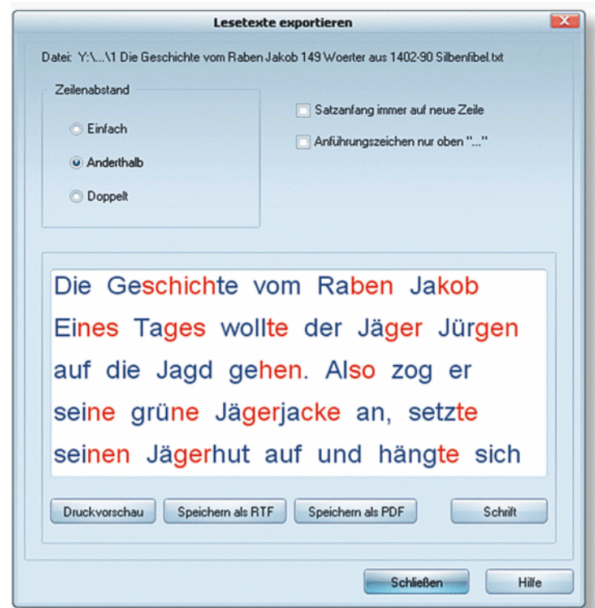 Lesetexte exportieren
Datei: Y:\...\1 Die Geschichte vom Raben Jakob 149 Woerter aus 1402-90 Silbenfibel.txt
Zeilenabstand
Einfach
Anderthalb
Doppelt
Satzanfang immer auf neue Zeile
Anführungszeichen nur oben "..."
Die Geschichte vom Raben Jakob
Eines Tages wollte der Jäger Jürgen
auf die Jagd gehen. Also zog er
seine grüne Jägerjacke an, setzte
seinen Jägerhut auf und hängte sich
Druckvorschau Speichern als RTF Speichern als PDF Schrift
Schließen Hilfe